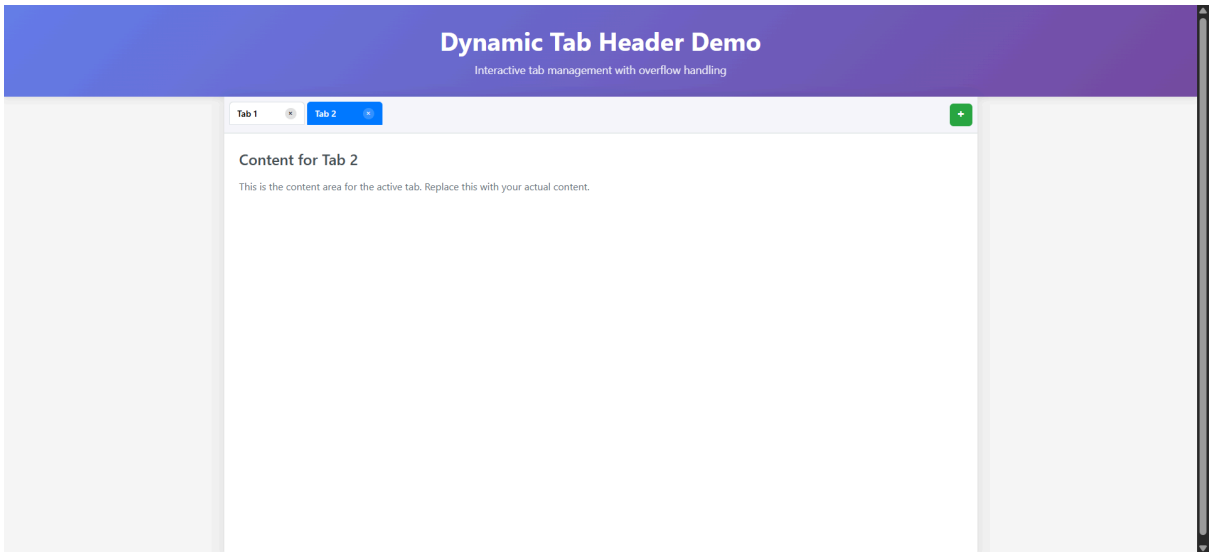 Dynamic Tab Header Demo
Interactive tab management with overflow handling
Tab 1 × Tab 2 × +
Content for Tab 2
This is the content area for the active tab. Replace this with your actual content.